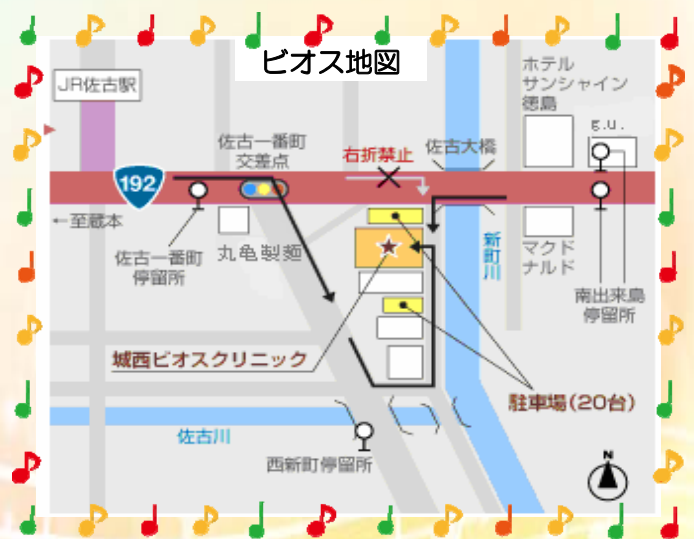 ビオス地図
JR佐古駅
ホテル
サンシャイン
徳島
g.u.
佐古一番町
交差点
右折禁止
佐古大橋
192
←至蔵本
佐古一番町
停留所
丸亀製麺
新町川
マクド
ナルド
南出来島
停留所
城西ビオスクリニック
駐車場(20台)
佐古川
西新町停留所
N